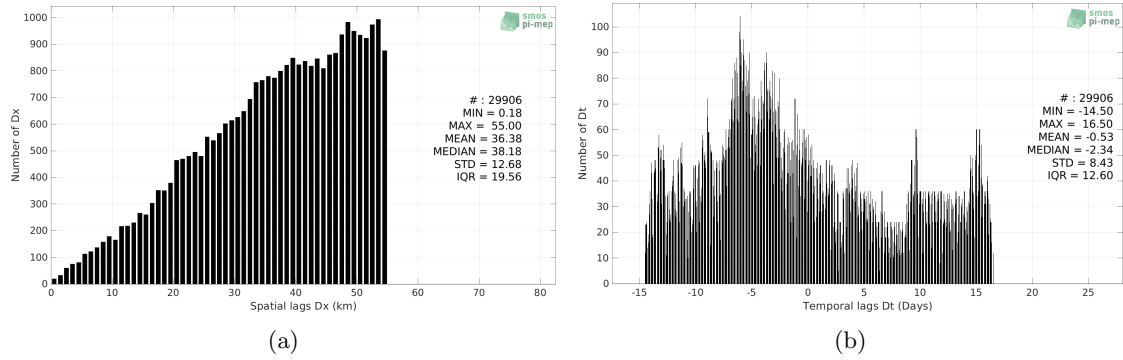 1000
900
800
700
600
500
400
300
200
100
0
0 10 20 30 40 50 60 70 80
Number of Dx
Spatial lags Dx (km)
smos
pi-mep
# : 29906
MIN = 0.18
MAX = 55.00
MEAN = 36.38
MEDIAN = 38.18
STD = 12.68
IQR = 19.56
(a)
100
90
80
70
60
50
40
30
20
10
0
-15 -10 -5 0 5 10 15 20 25
Number of Dt
Temporal lags Dt (Days)
smos
pi-mep
# : 29906
MIN = -14.50
MAX = 16.50
MEAN = -0.53
MEDIAN = -2.34
STD = 8.43
IQR = 12.60
(b)